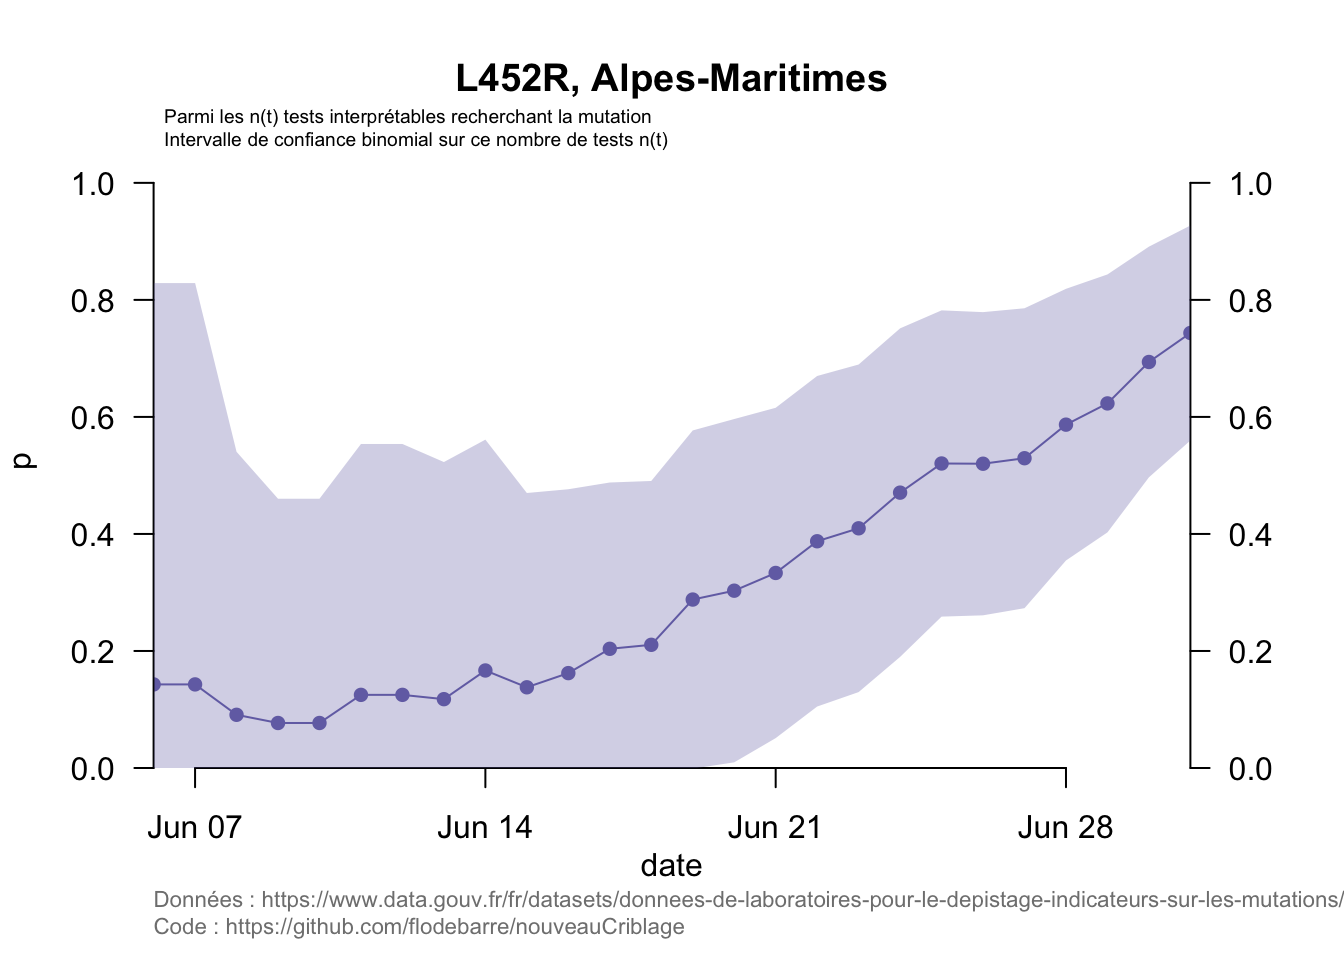 L452R, Alpes-Maritimes
Parmi les n(t) tests interprétables recherchant la mutation
Intervalle de confiance binomial sur ce nombre de tests n(t)
1.0
0.8
0.6
0.4
0.2
0.0
p
1.0
0.8
0.6
0.4
0.2
0.0
Jun 07 Jun 14 Jun 21 Jun 28
date
Données : https://www.data.gouv.fr/fr/datasets/donnees-de-laboratoires-pour-le-depistage-indicateurs-sur-les-mutations/
Code : https://github.com/flodebarre/nouveauCriblage